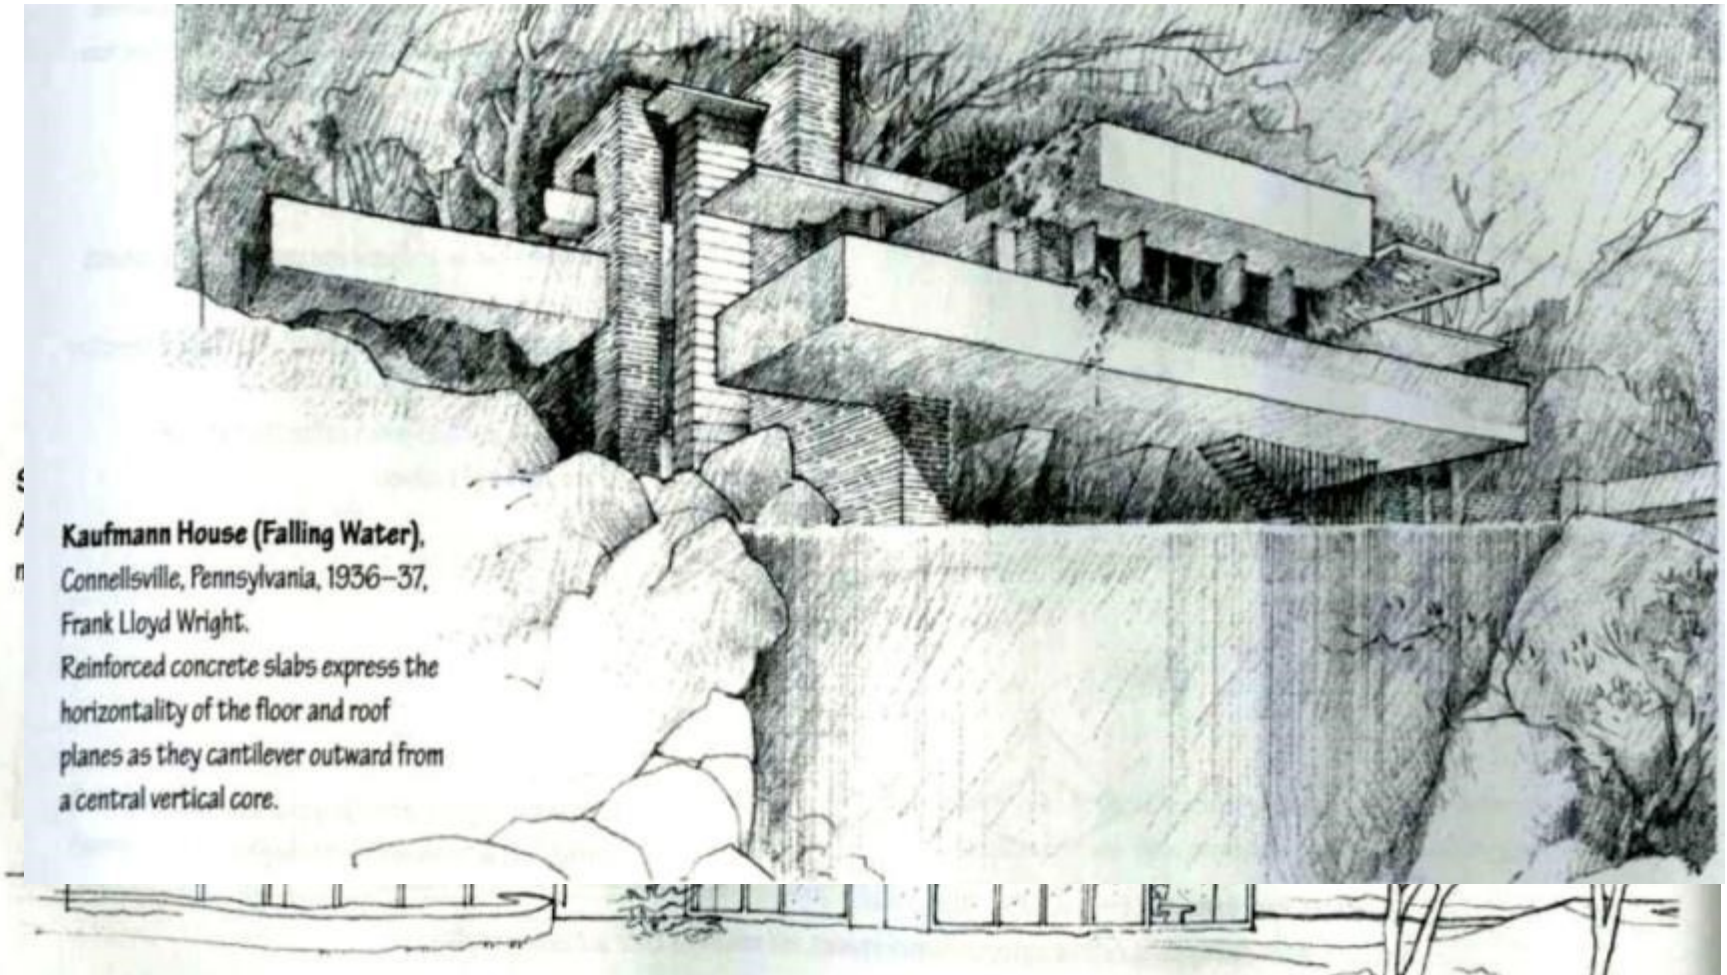 Kaufmann House (Falling Water),
Connellsville, Pennsylvania, 1936–37,
Frank Lloyd Wright.
Reinforced concrete slabs express the
horizontality of the floor and roof
planes as they cantilever outward from
a central vertical core.